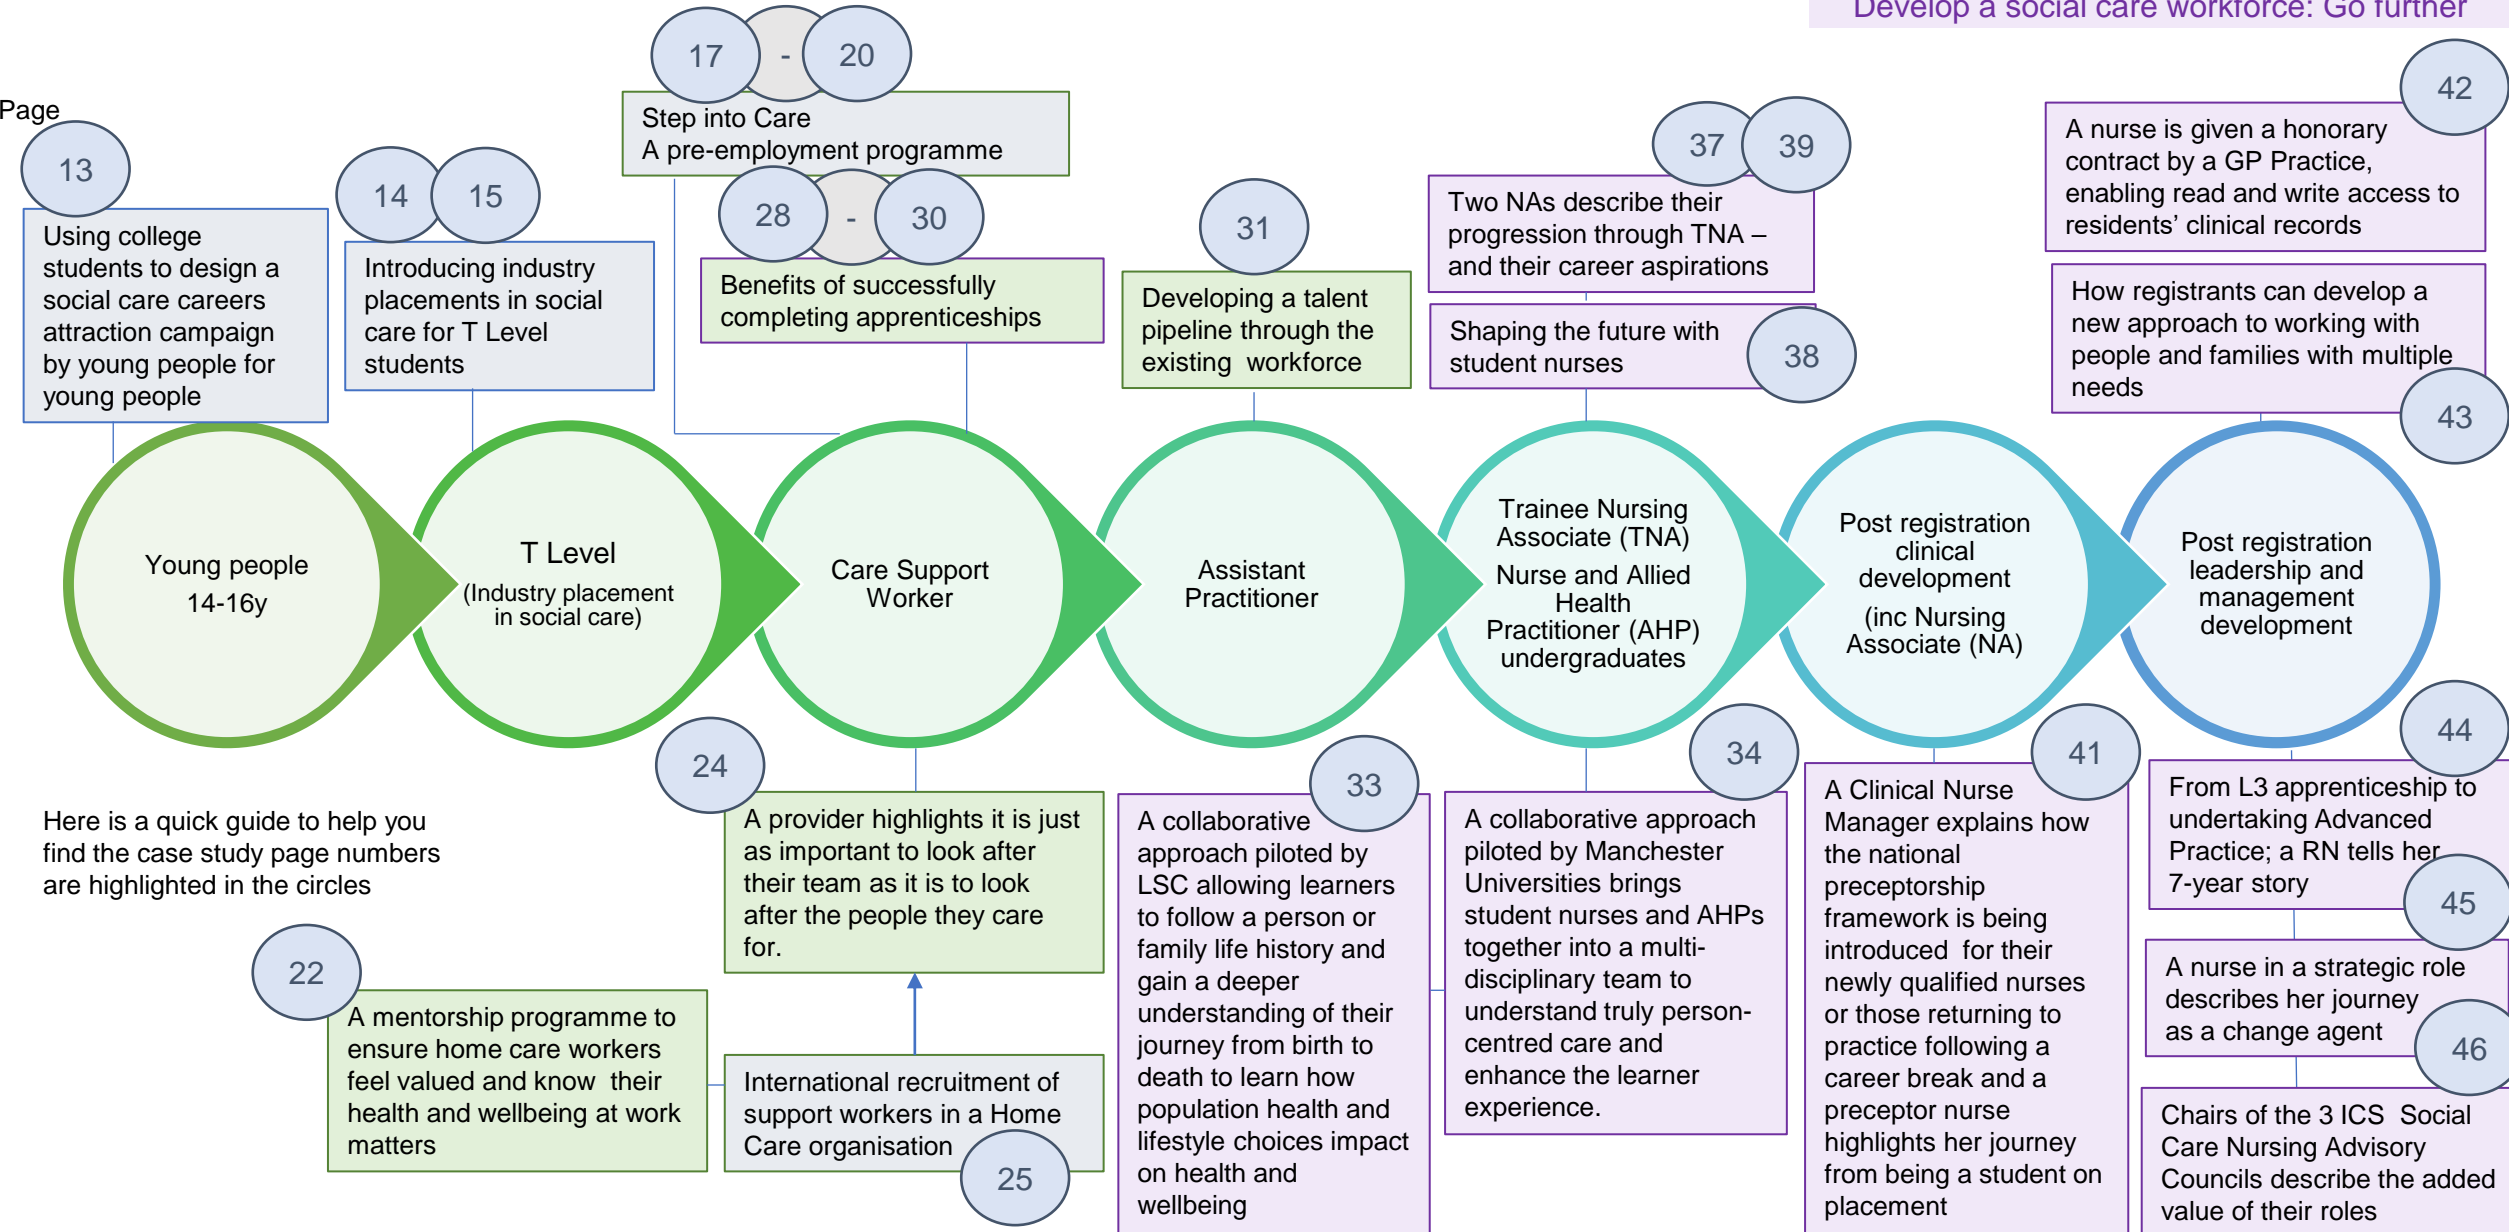 Develop a social care workforce: Go further
Page
13
Using college
students to design a
social care careers
attraction campaign
by young people for
young people
14
15
Introducing industry
placements in social
care for T Level
students
17
-
20
Step into Care
A pre-employment programme
28
-
30
Benefits of successfully
completing apprenticeships
31
Developing a talent
pipeline through the
existing workforce
37
39
Two NAs describe their
progression through TNA –
and their career aspirations
Shaping the future with
student nurses
38
42
A nurse is given a honorary
contract by a GP Practice,
enabling read and write access to
residents’ clinical records
How registrants can develop a
new approach to working with
people and families with multiple
needs
43
Young people
14-16y
T Level
(Industry placement
in social care)
Care Support
Worker
Assistant
Practitioner
Trainee Nursing
Associate (TNA)
Nurse and Allied
Health
Practitioner (AHP)
undergraduates
Post registration
clinical
development
(inc Nursing
Associate (NA)
Post registration
leadership and
management
development
Here is a quick guide to help you
find the case study page numbers
are highlighted in the circles
22
A mentorship programme to
ensure home care workers
feel valued and know their
health and wellbeing at work
matters
24
A provider highlights it is just
as important to look after
their team as it is to look
after the people they care
for.
International recruitment of
support workers in a Home
Care organisation
25
33
A collaborative
approach piloted by
LSC allowing learners
to follow a person or
family life history and
gain a deeper
understanding of their
journey from birth to
death to learn how
population health and
lifestyle choices impact
on health and
wellbeing
34
A collaborative approach
piloted by Manchester
Universities brings
student nurses and AHPs
together into a multi-
disciplinary team to
understand truly person-
centred care and
enhance the learner
experience.
41
A Clinical Nurse
Manager explains how
the national
preceptorship
framework is being
introduced for their
newly qualified nurses
or those returning to
practice following a
career break and a
preceptor nurse
highlights her journey
from being a student on
placement
44
From L3 apprenticeship to
undertaking Advanced
Practice; a RN tells her
7-year story
45
A nurse in a strategic role
describes her journey
as a change agent
46
Chairs of the 3 ICS Social
Care Nursing Advisory
Councils describe the added
value of their roles